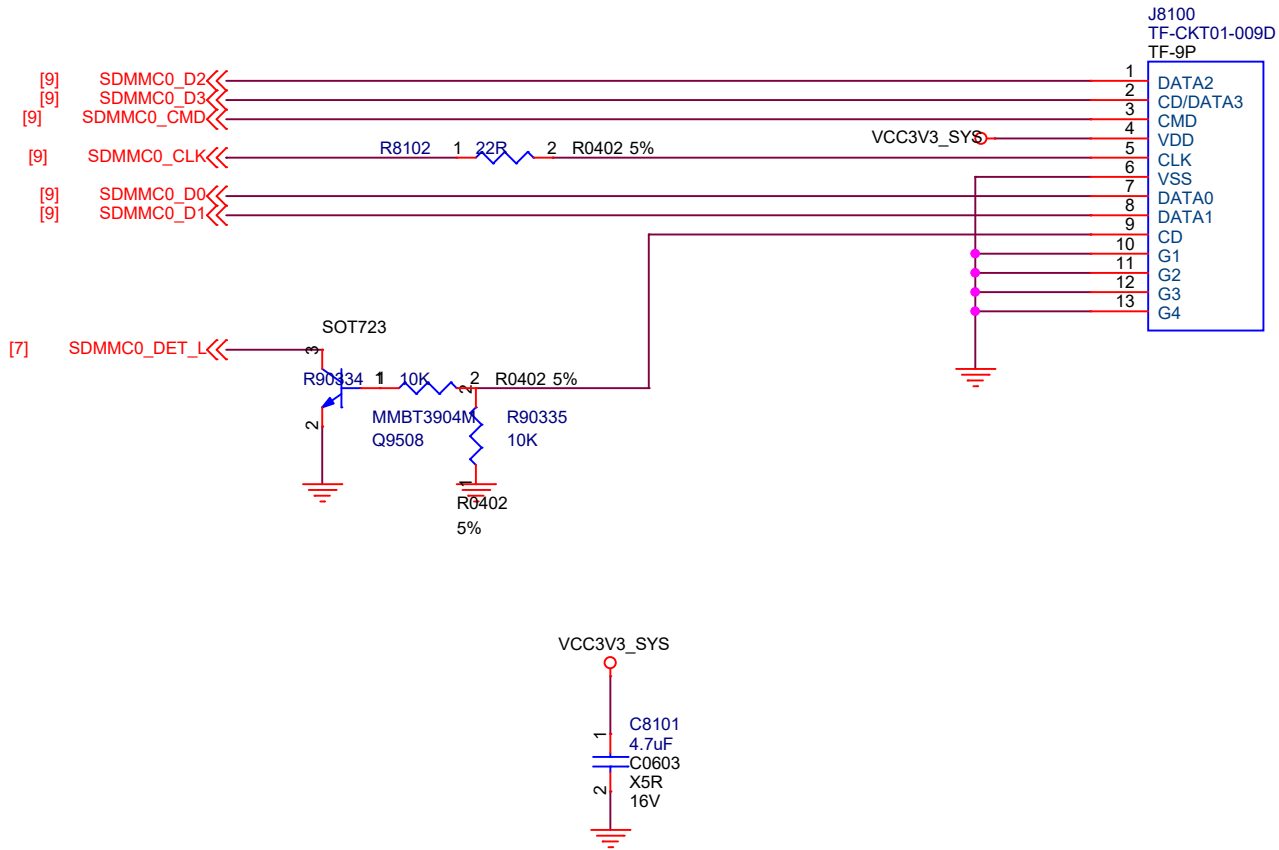 J8100
TF-CKT01-009D
TF-9P
[9] SDMMC0_D2 1 DATA2
[9] SDMMC0_D3 2 CD/DATA3
[9] SDMMC0_CMD 3 CMD
VCC3V3_SYS 4 VDD
[9] SDMMC0_CLK R8102 1 22R 2 R0402 5% 5 CLK
6 VSS
[9] SDMMC0_D0 7 DATA0
[9] SDMMC0_D1 8 DATA1
9 CD
10 G1
11 G2
12 G3
13 G4
SOT723
[7] SDMMC0_DET_L 3
R90334 1 1 10K 2 R0402 5%
2
2 MMBT3904M R90335
Q9508 10K
1
R0402
5%
VCC3V3_SYS
C8101
1 4.7uF
C0603
X5R
2 16V